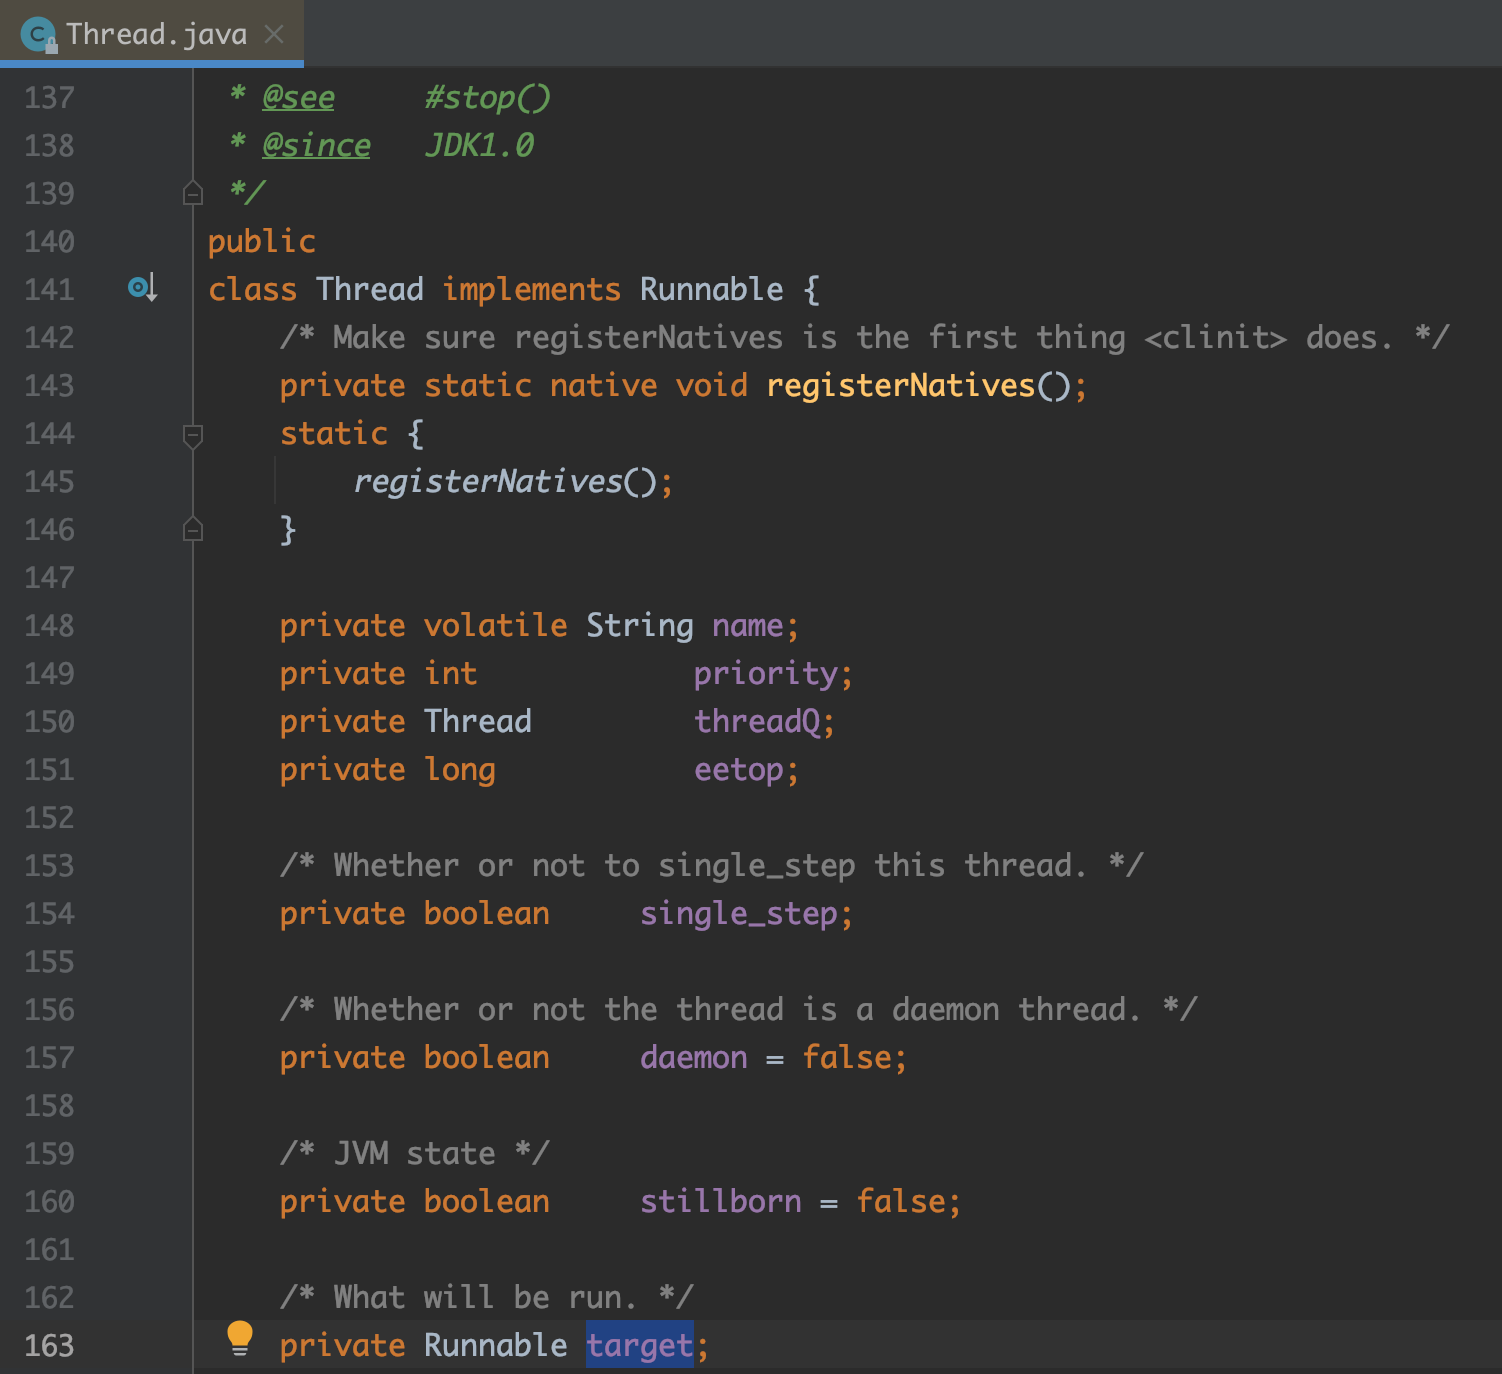 Thread.java
137 * @see #stop()
138 * @since JDK1.0
139 */
140 public
141 class Thread implements Runnable {
142 /* Make sure registerNatives is the first thing <clinit> does. */
143 private static native void registerNatives();
144 static {
145 registerNatives();
146 }
147
148 private volatile String name;
149 private int priority;
150 private Thread threadQ;
151 private long eetop;
152
153 /* Whether or not to single_step this thread. */
154 private boolean single_step;
155
156 /* Whether or not the thread is a daemon thread. */
157 private boolean daemon = false;
158
159 /* JVM state */
160 private boolean stillborn = false;
161
162 /* What will be run. */
163 private Runnable target;